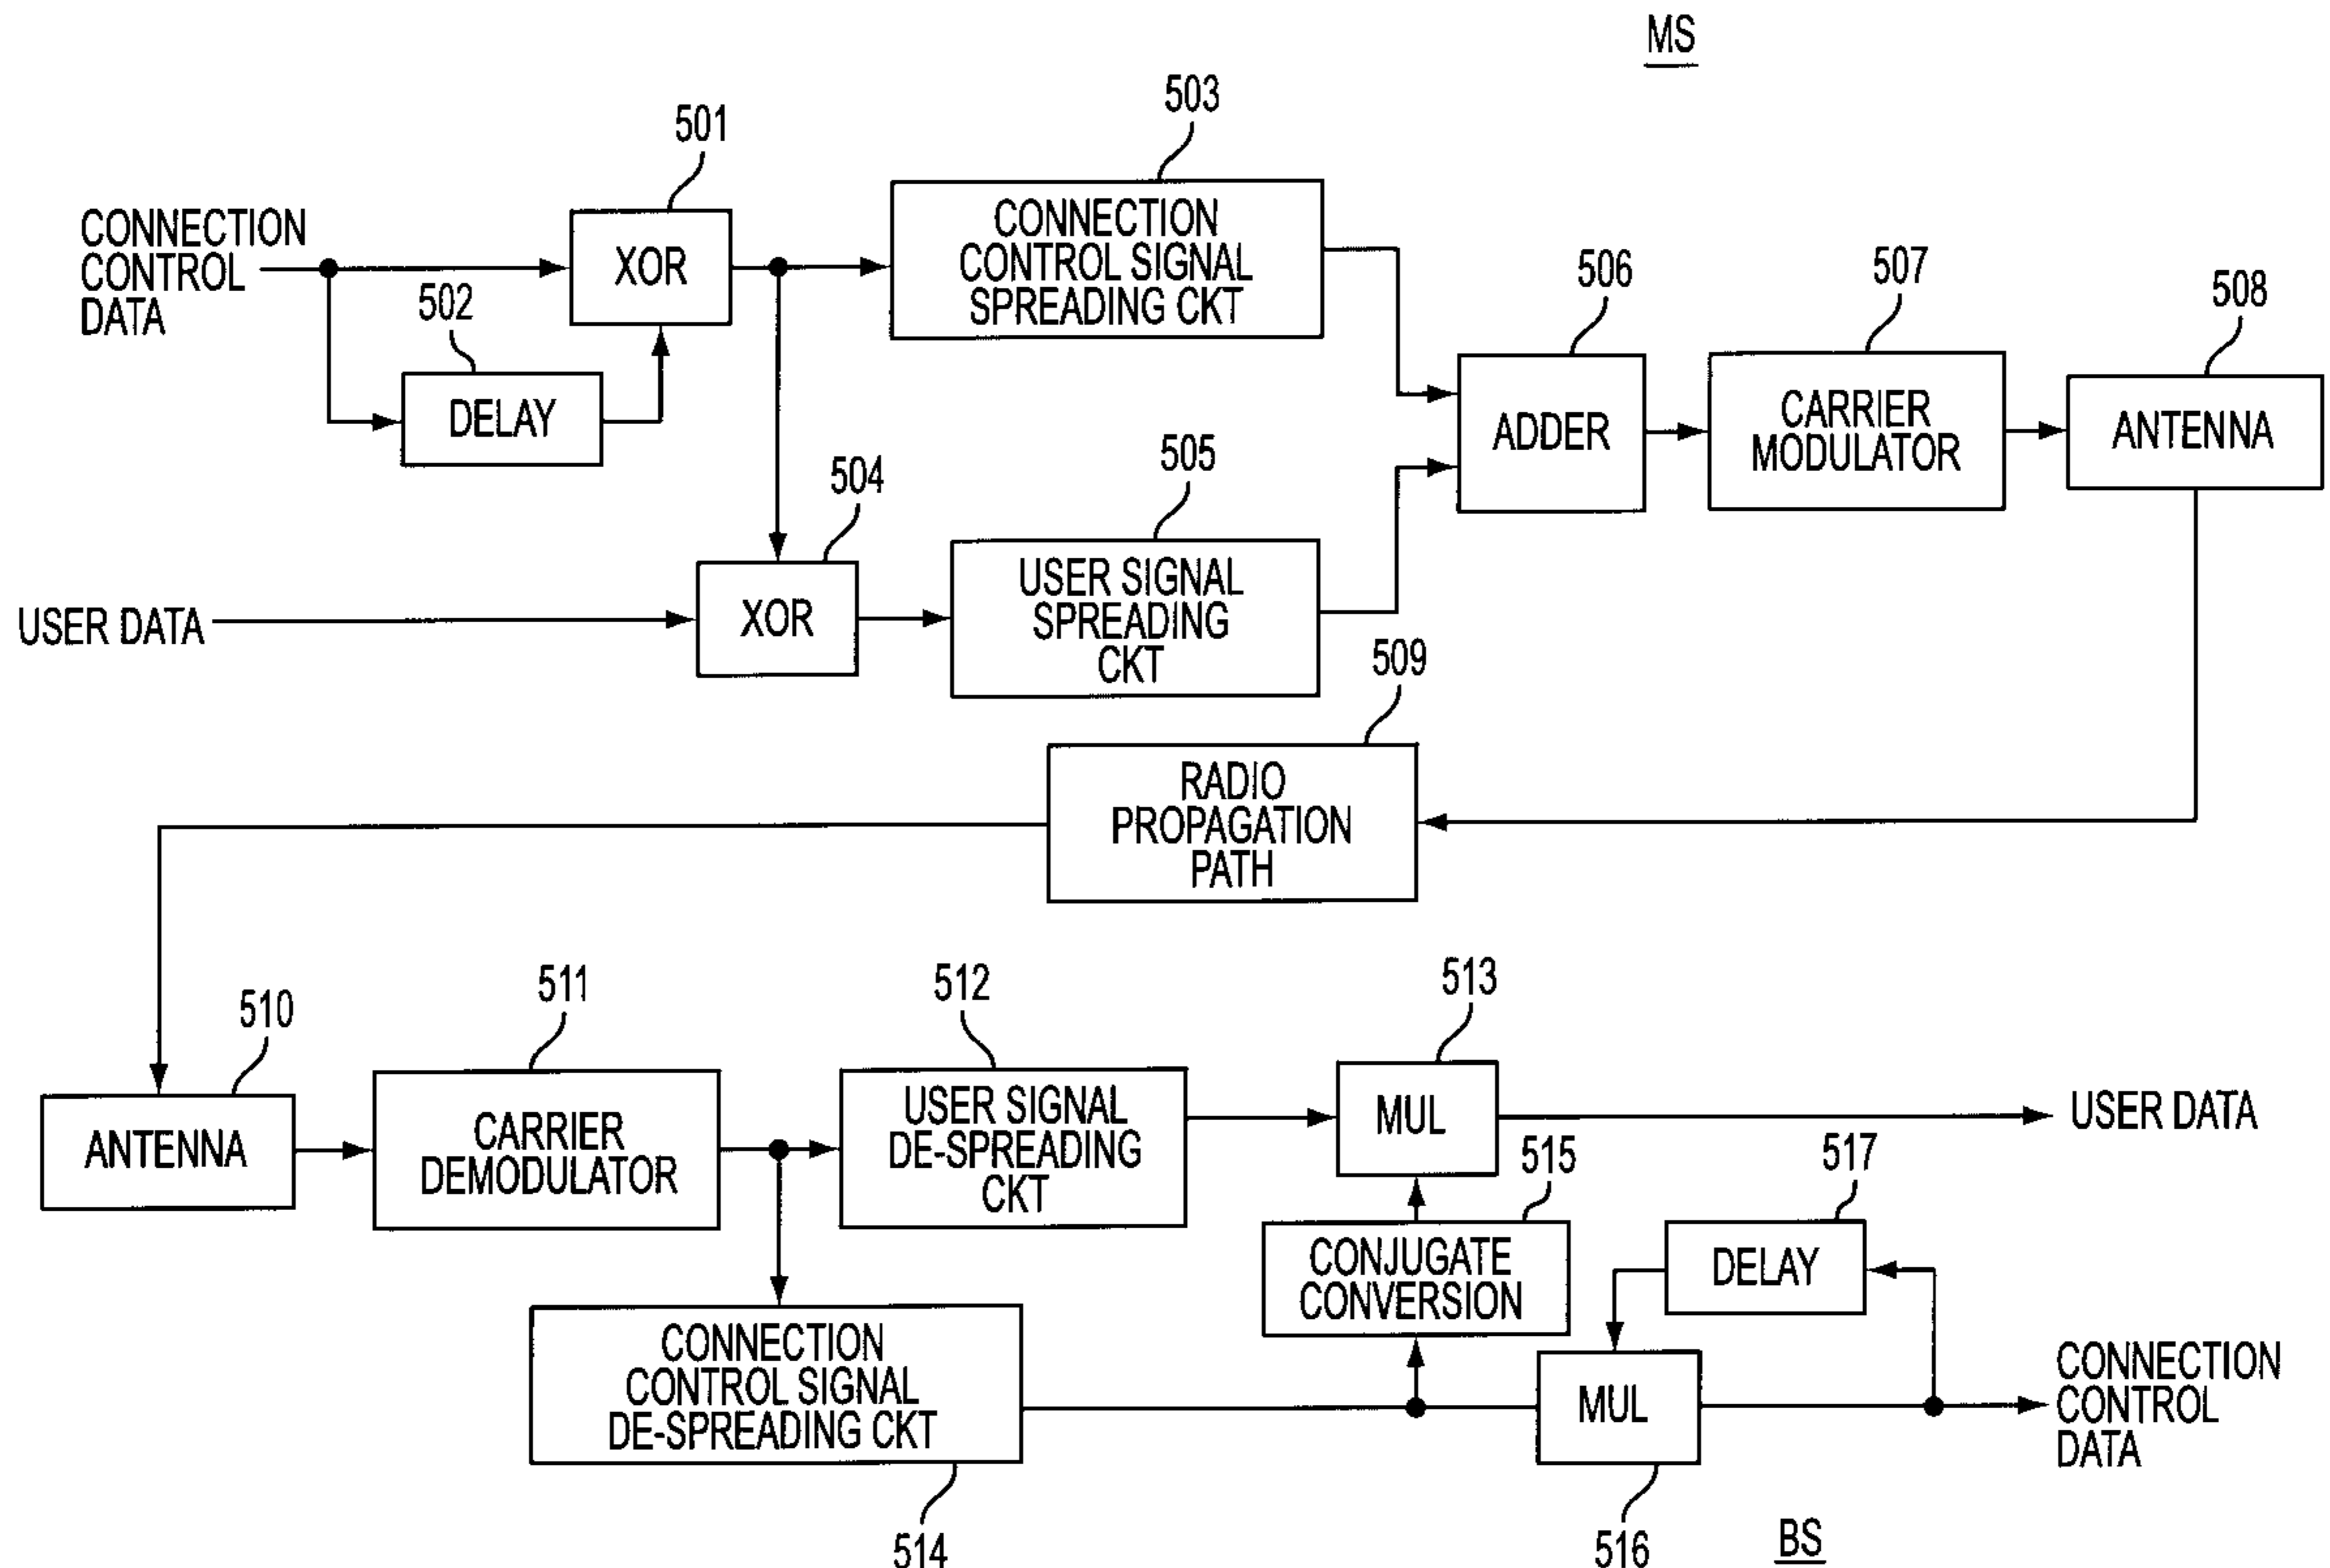 MS
503
501
CONNECTION
CONTROL
DATA
XOR
CONNECTION
CONTROL SIGNAL
SPREADING CKT
502
506
507
508
DELAY
ADDER
CARRIER
MODULATOR
ANTENNA
504
505
USER DATA
XOR
USER SIGNAL
SPREADING
CKT
509
RADIO
PROPAGATION
PATH
510
511
512
513
ANTENNA
CARRIER
DEMODULATOR
USER SIGNAL
DE-SPREADING
CKT
MUL
USER DATA
515
517
CONJUGATE
CONVERSION
DELAY
CONNECTION
CONTROL SIGNAL
DE-SPREADING CKT
MUL
CONNECTION
CONTROL
DATA
514
516
BS